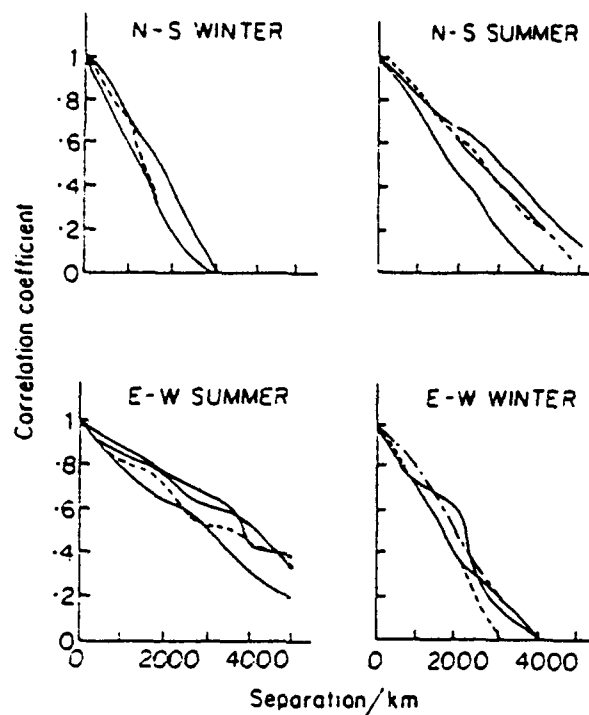 N-S WINTER
N-S SUMMER
1
.8
.6
.4
.2
0
E-W SUMMER
E-W WINTER
1
.8
.6
.4
.2
0
0 2000 4000
0 2000 4000
Correlation coefficient
Separation/km